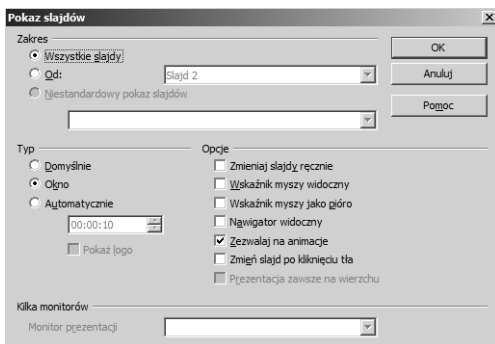 Pokaz slajdów
Zakres
Wszystkie slajdy
OK
Od:
Slajd 2
Anuluj
Niestandardowy pokaz slajdów
Pomoc
Typ
Opcje
Domyślnie
Zmieniaj slajdy ręcznie
Okno
Wskaźnik myszy widoczny
Automatycznie
Wskaźnik myszy jako pióro
00:00:10
Nawigator widoczny
Pokaż logo
Zezwalaj na animacje
Zmień slajd po kliknięciu tła
Prezentacja zawsze na wierzchu
Kilka monitorów
Monitor prezentacji